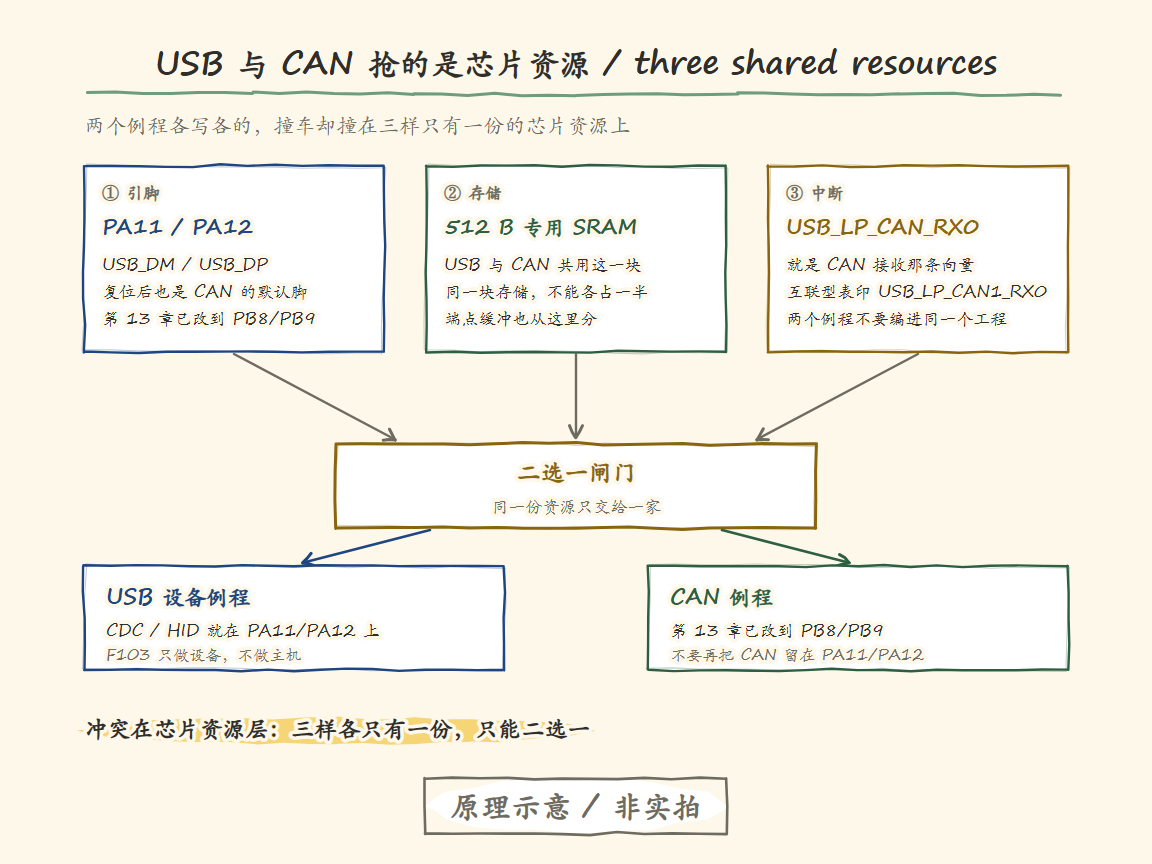 USB 与 CAN 抢的是芯片资源 / three shared resources
两个例程各写各的，撞车却撞在三样只有一份的芯片资源上
① 引脚
PA11 / PA12
USB_DM / USB_DP
复位后也是 CAN 的默认脚
第 13 章已改到 PB8/PB9
② 存储
512 B 专用 SRAM
USB 与 CAN 共用这一块
同一块存储，不能各占一半
端点缓冲也从这里分
③ 中断
USB_LP_CAN_RX0
就是 CAN 接收那条向量
互联型表印 USB_LP_CAN1_RX0
两个例程不要编进同一个工程
二选一闸门
同一份资源只交给一家
USB 设备例程
CDC / HID 就在 PA11/PA12 上
F103 只做设备，不做主机
CAN 例程
第 13 章已改到 PB8/PB9
不要再把 CAN 留在 PA11/PA12
冲突在芯片资源层：三样各只有一份，只能二选一
原理示意 / 非实拍